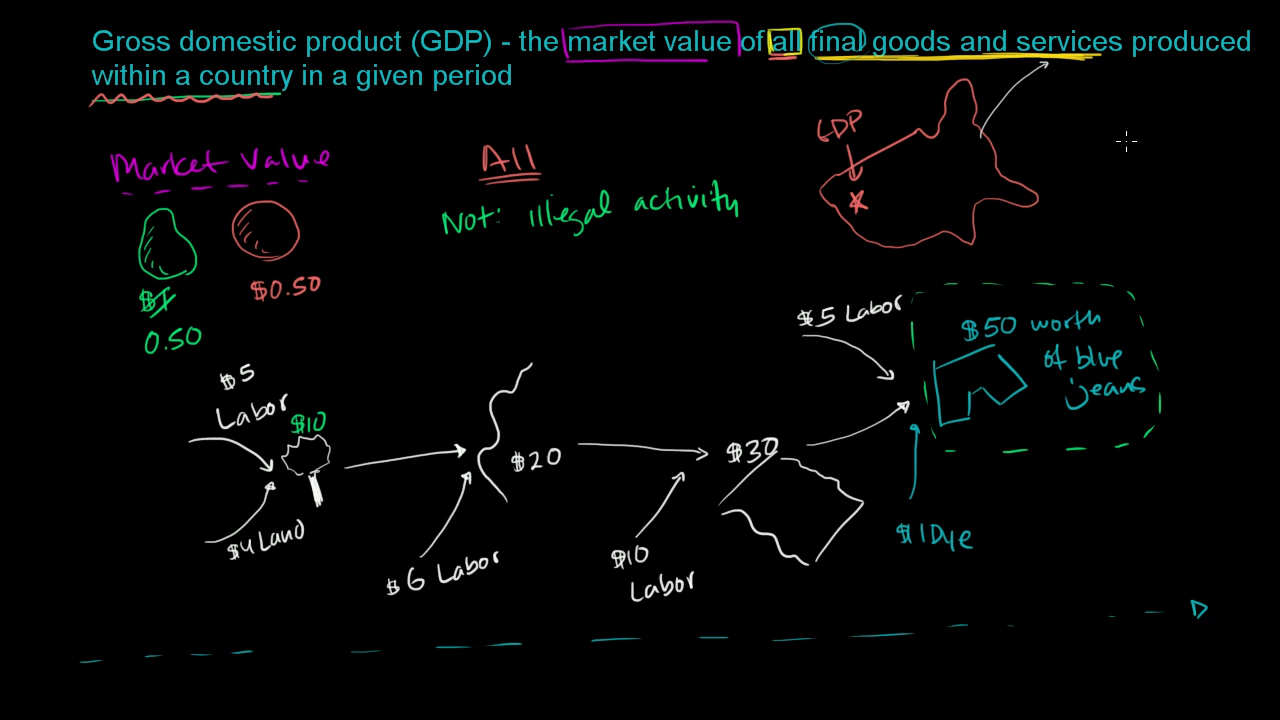 Gross domestic product (GDP) - the market value of all final goods and services produced
within a country in a given period
Market Value
All
Not: illegal activity
GDP
$1
0.50
$0.50
$5
Labor
$10
$4 Land
$20
$6 Labor
$30
$10
Labor
$5 Labor
$50 worth
of blue
jeans
$1 Dye